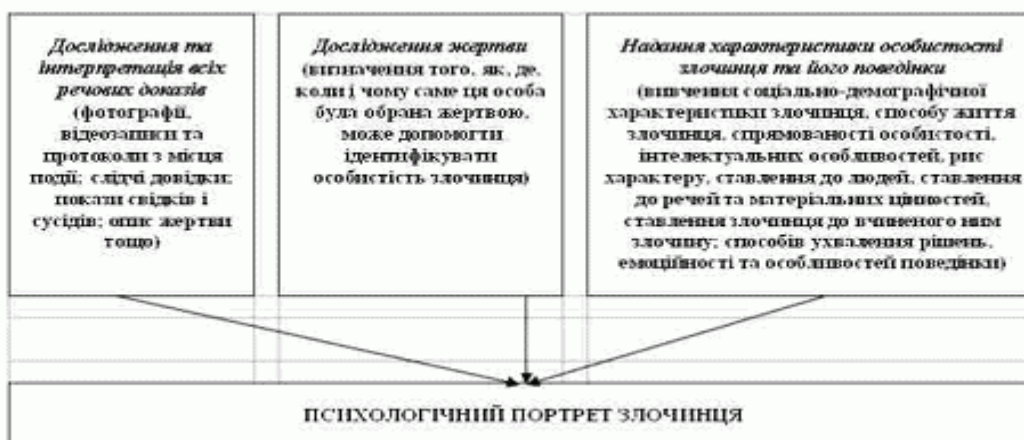 Дослідження та
інтерпретація всіх
речових доказів
(фотографії,
відеозаписи та
протоколи з місця
події; слідчі довідки;
покази свідків і
сусідів; опис жертви
тощо)
Дослідження жертви
(визначення того, як, де,
коли і чому саме ця особа
була обрана жертвою,
може допомогти
ідентифікувати
особистість злочинця)
Надання характеристики особистості
злочинця та його поведінки
(вивчення соціально-демографічної
характеристики злочинця, способу життя
злочинця, спрямованості особистості,
інтелектуальних особливостей, рис
характеру, ставлення до людей, ставлення
до речей та матеріальних цінностей,
ставлення злочинця до вчиненого ним
злочину; способів ухвалення рішень,
емоційності та особливостей поведінки)
ПСИХОЛОГІЧНИЙ ПОРТРЕТ ЗЛОЧИНЦЯ